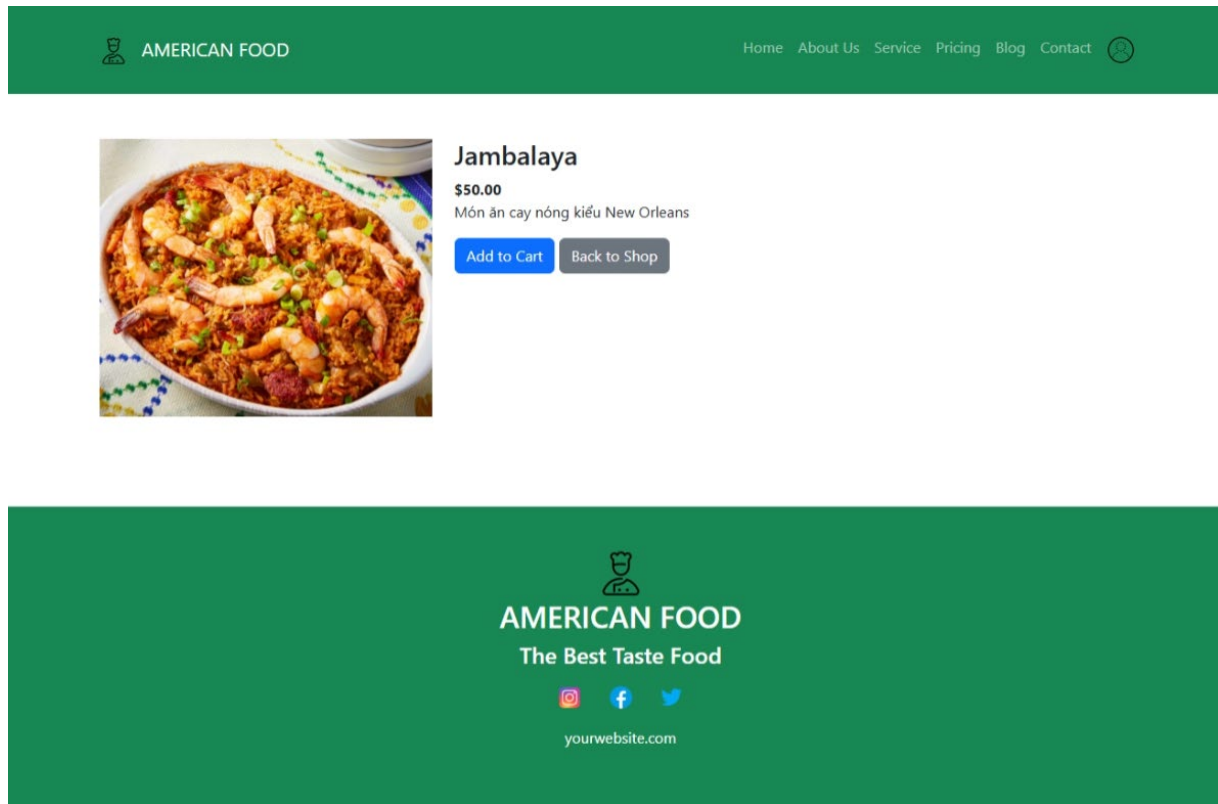 AMERICAN FOOD
Home About Us Service Pricing Blog Contact
Jambalaya
$50.00
Món ăn cay nóng kiểu New Orleans
Add to Cart Back to Shop
AMERICAN FOOD
The Best Taste Food
yourwebsite.com